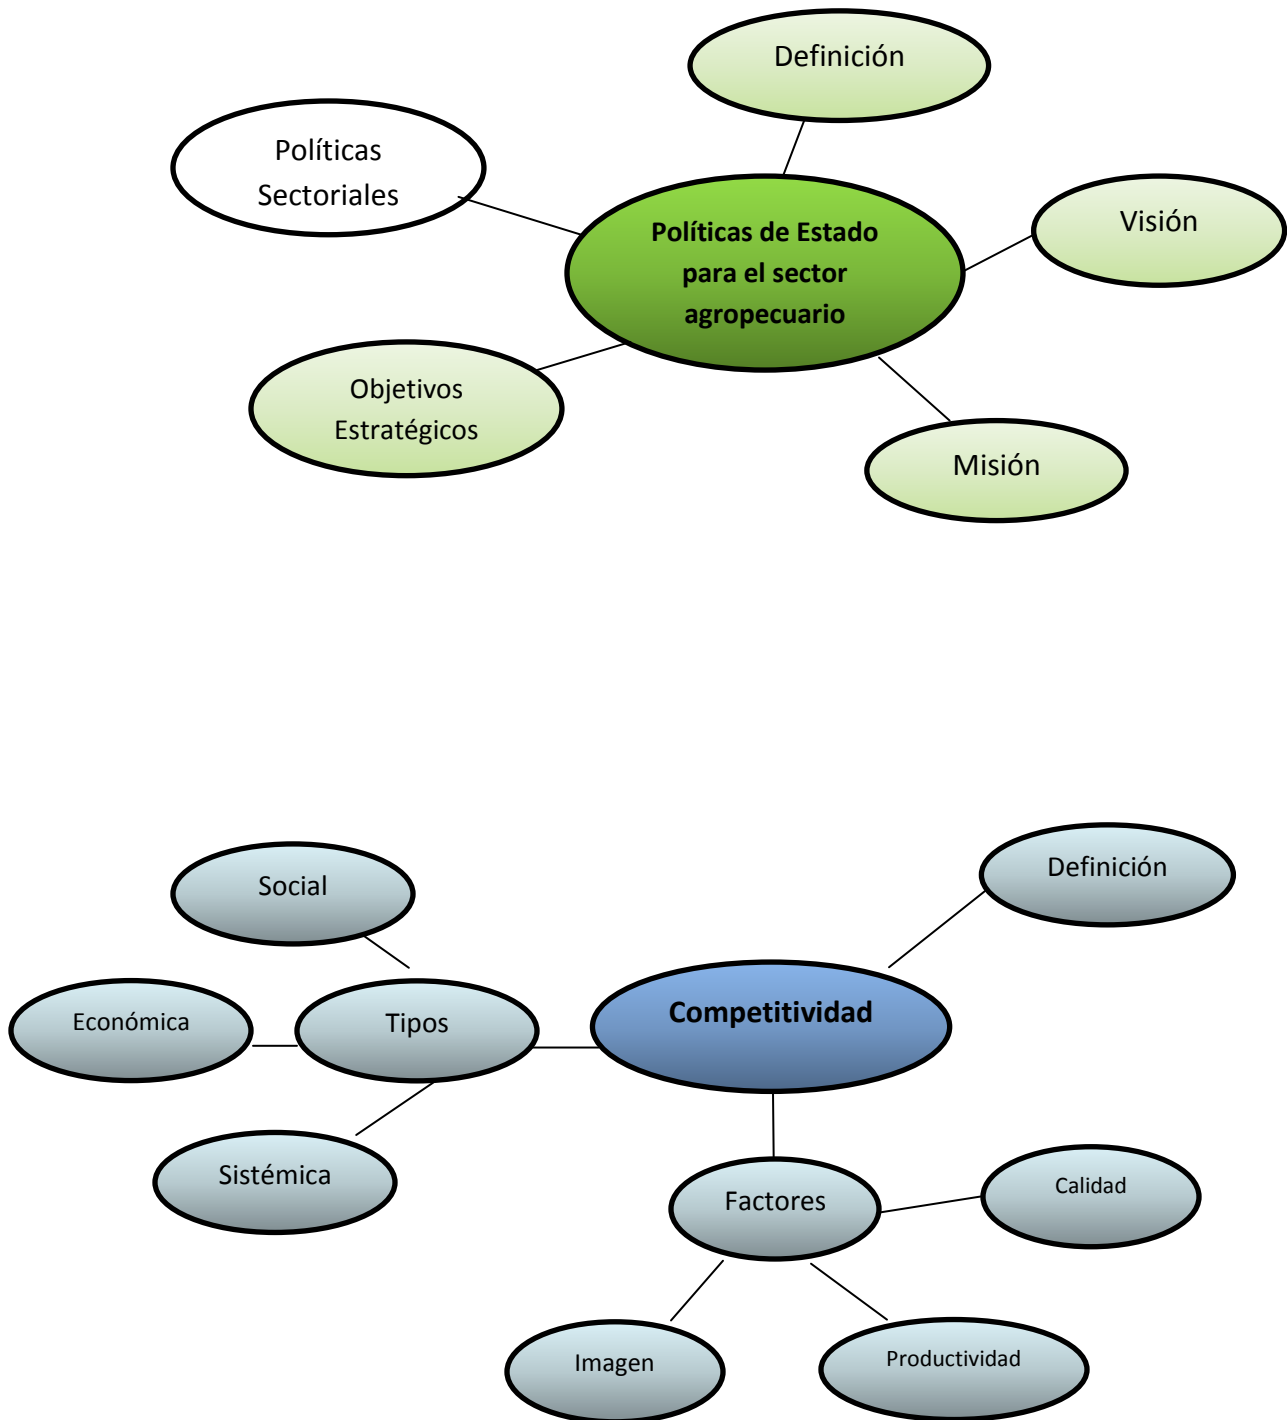 Definición
Políticas
Sectoriales
Visión
Políticas de Estado
para el sector
agropecuario
Objetivos
Estratégicos
Misión
Definición
Social
Competitividad
Económica
Tipos
Sistémica
Factores
Calidad
Imagen
Productividad